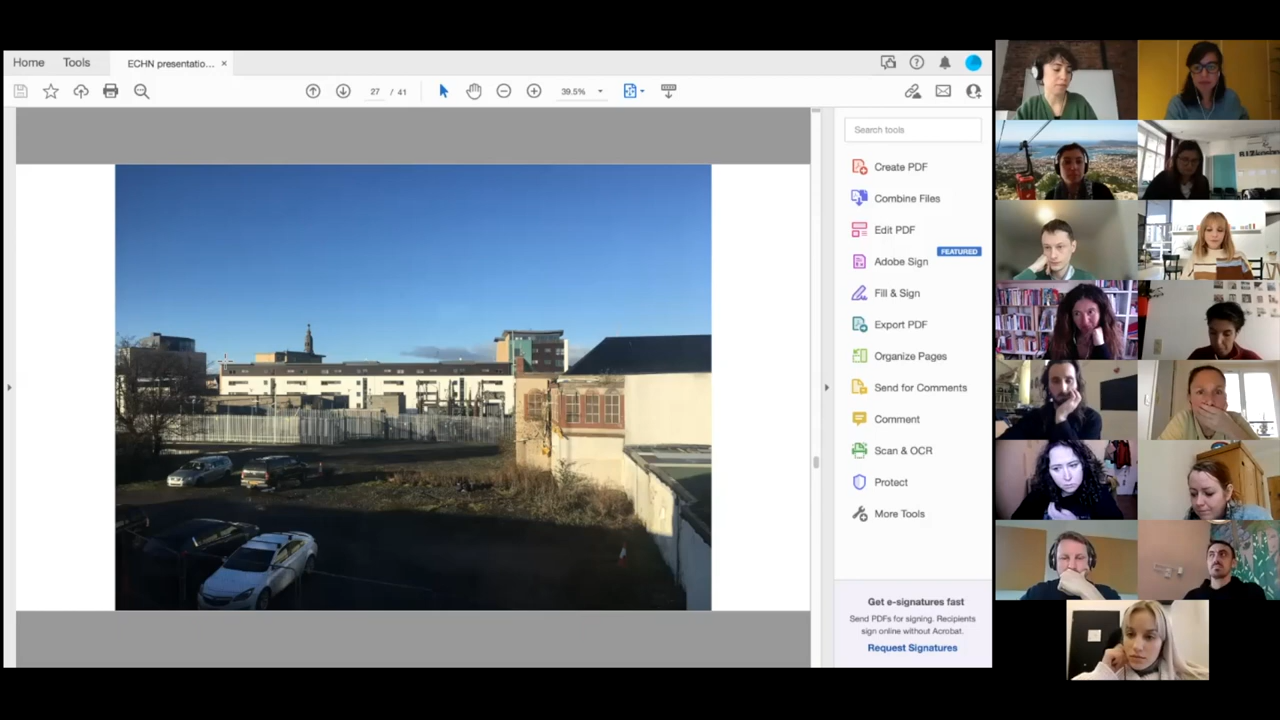 Home
Tools
ECHN presentatio...
27 / 41
39.5%
Search tools
Create PDF
Combine Files
Edit PDF
FEATURED
Adobe Sign
Fill & Sign
Export PDF
Organize Pages
Send for Comments
Comment
Scan & OCR
Protect
More Tools
Get e-signatures fast
Send PDFs for signing. Recipients
sign online without Acrobat.
Request Signatures